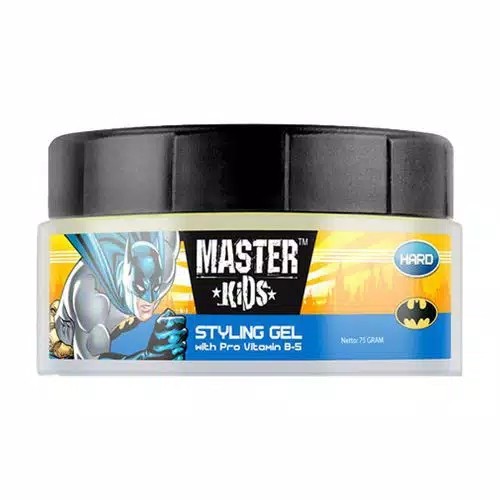 MASTER™
KIDS
HARD
STYLING GEL
with Pro Vitamin B-5
Netto: 75 GRAM